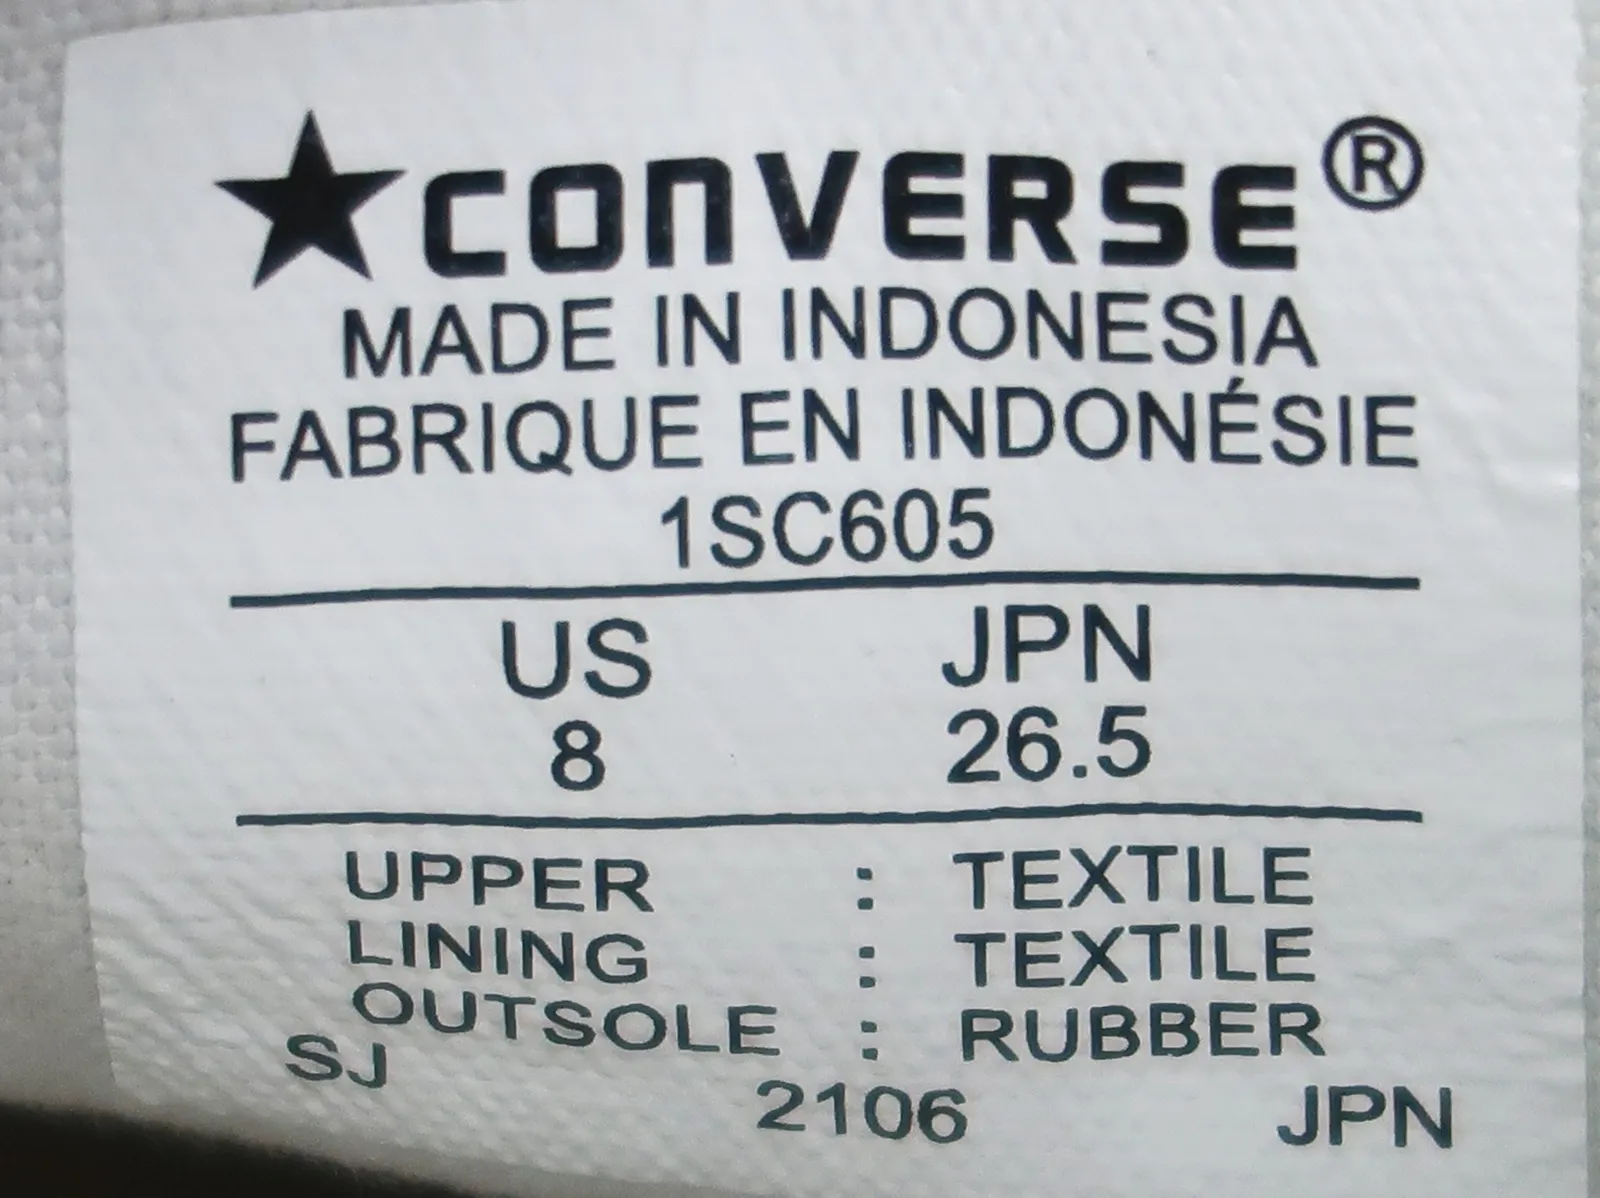 ★CONVERSE®
MADE IN INDONESIA
FABRIQUE EN INDONÉSIE
1SC605
US JPN
8 26.5
UPPER : TEXTILE
LINING : TEXTILE
OUTSOLE : RUBBER
SJ 2106 JPN